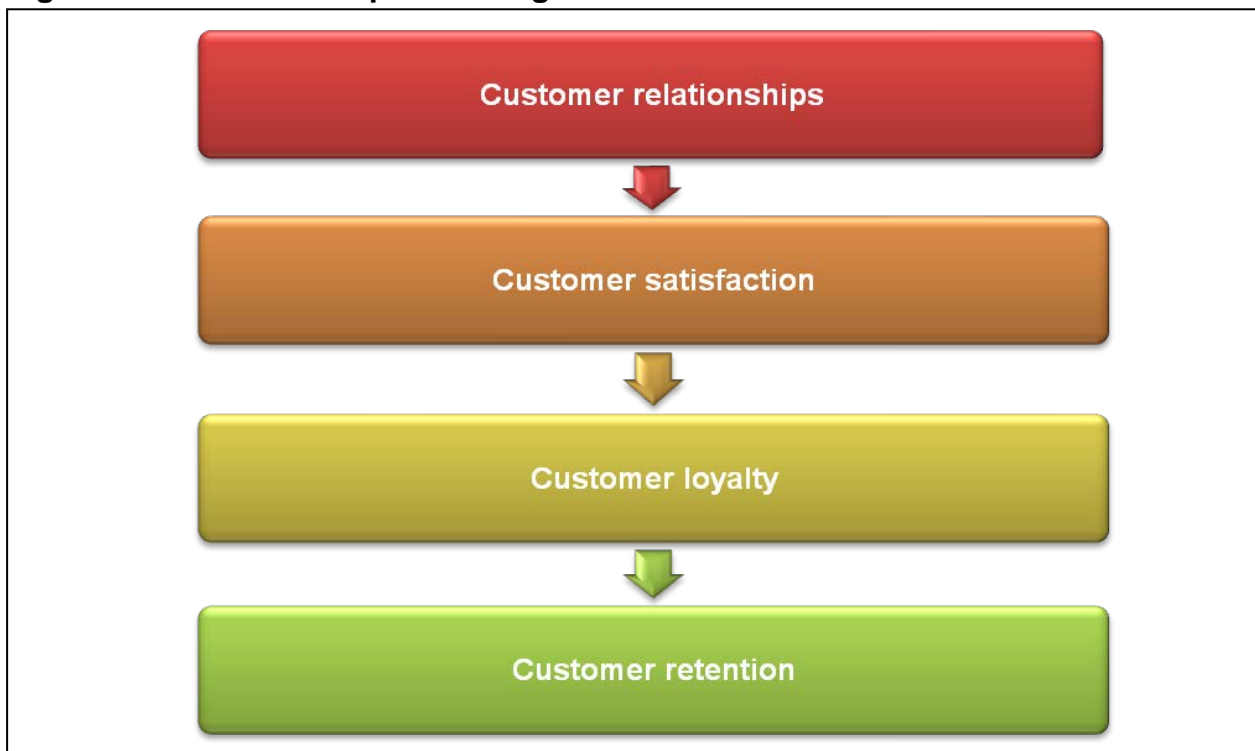 Customer relationships
Customer satisfaction
Customer loyalty
Customer retention